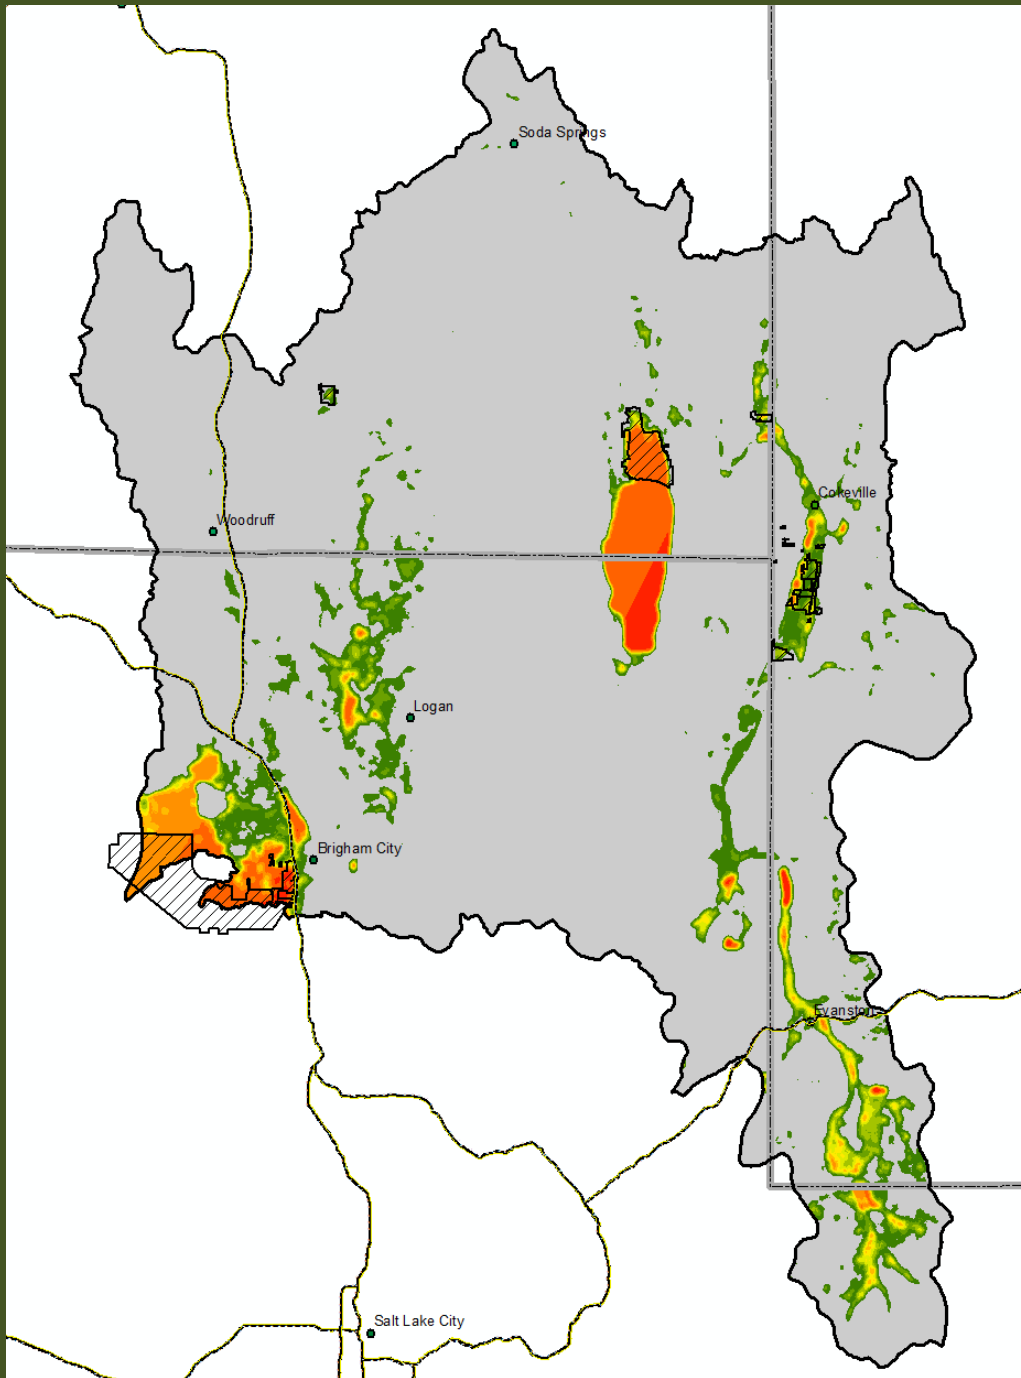 Soda Springs
Cokeville
Woodruff
Logan
Brigham City
Evanston
Salt Lake City